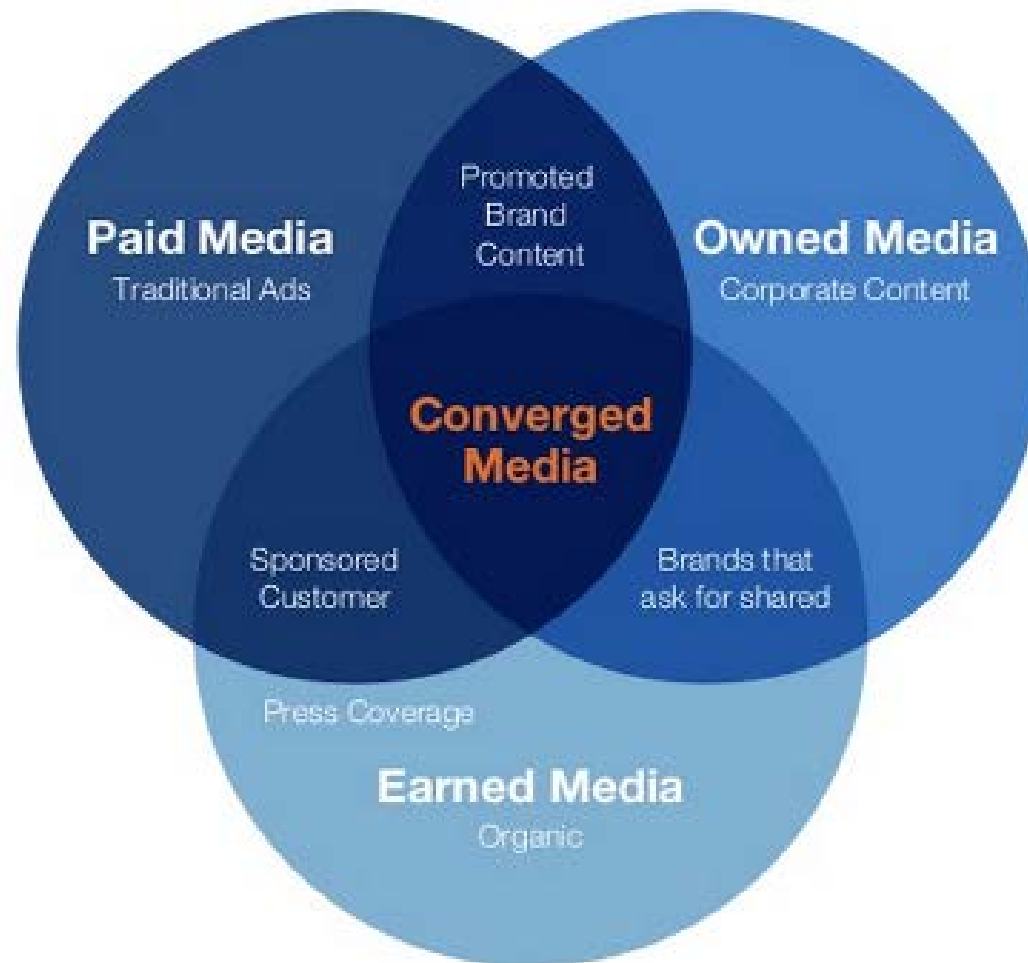 Promoted
Brand
Content
Paid Media
Traditional Ads
Owned Media
Corporate Content
Converged
Media
Sponsored
Customer
Brands that
ask for shared
Press Coverage
Earned Media
Organic